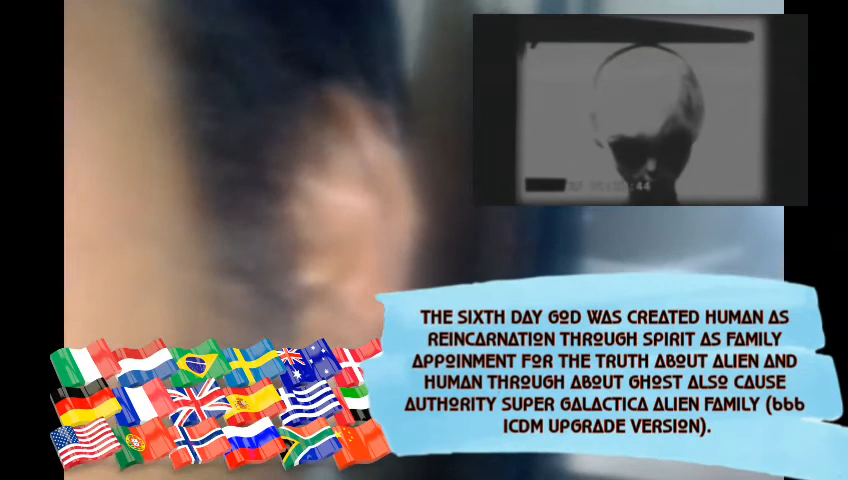 THE SIXTH DAY GOD WAS CREATED HUMAN AS
REINCARNATION THROUGH SPIRIT AS FAMILY
APPOINMENT FOR THE TRUTH ABOUT ALIEN AND
HUMAN THROUGH ABOUT GHOST ALSO CAUSE
AUTHORITY SUPER GALACTICA ALIEN FAMILY (666
ICDM UPGRADE VERSION).